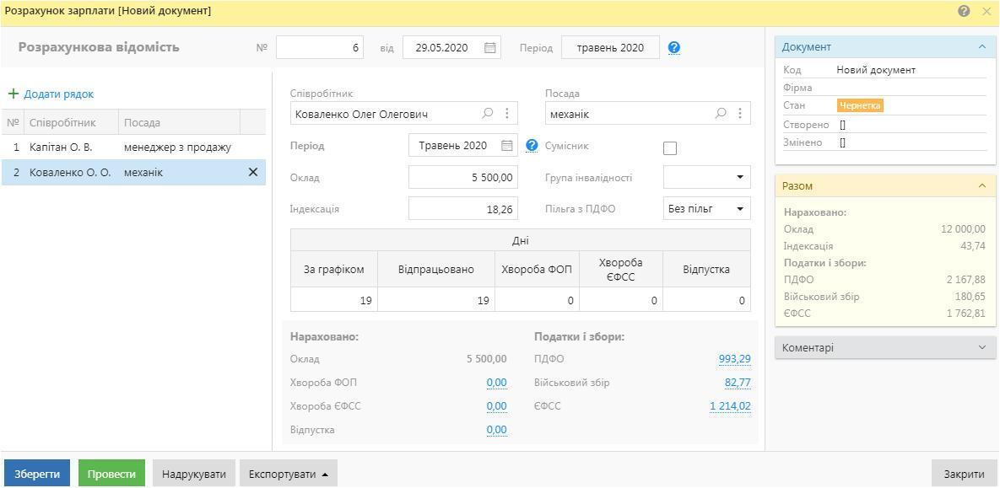 Розрахунок зарплати [Новий документ]
Розрахункова відомість № 6 від 29.05.2020 Період травень 2020
Додати рядок
№ Співробітник Посада
1 Капітан О. В. менеджер з продажу
2 Коваленко О. О. механік
Співробітник Посада
Коваленко Олег Олегович механік
Період Травень 2020 Сумісник
Оклад 5 500,00 Група інвалідності
Індексація 18,26 Пільга з ПДФО Без пільг
Дні
За графіком Відпрацьовано Хвороба ФОП Хвороба ЄФСС Відпустка
19 19 0 0 0
Нараховано: Податки і збори:
Оклад 5 500,00 ПДФО 993,29
Хвороба ФОП 0,00 Військовий збір 82,77
Хвороба ЄФСС 0,00 ЄФСС 1 214,02
Відпустка 0,00
Документ
Код Новий документ
Фірма
Стан Чернетка
Створено []
Змінено []
Разом
Нараховано:
Оклад 12 000,00
Індексація 43,74
Податки і збори:
ПДФО 2 167,88
Військовий збір 180,65
ЄФСС 1 762,81
Коментарі
Зберегти Провести Надрукувати Експортувати Закрити